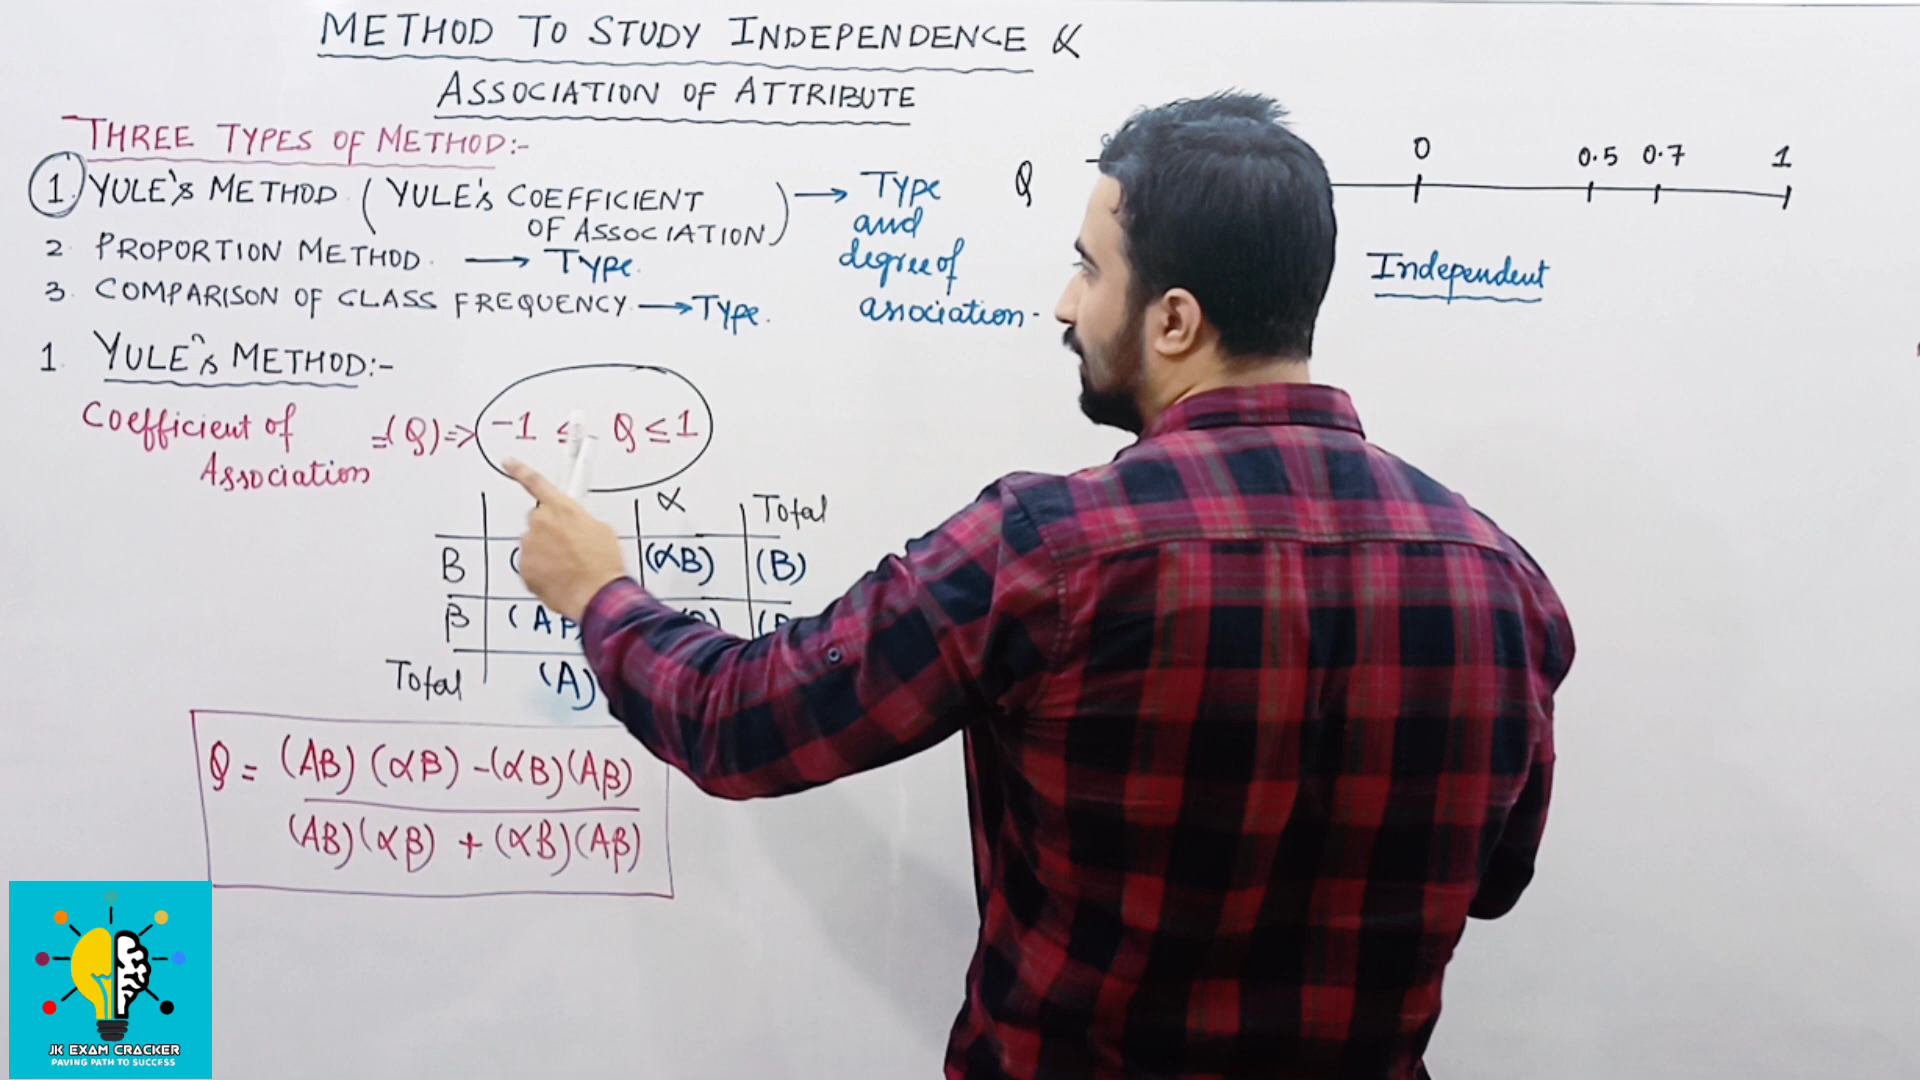 METHOD TO STUDY INDEPENDENCE &
ASSOCIATION OF ATTRIBUTE
THREE TYPES OF METHOD:-
1. YULE'S METHOD (YULE'S COEFFICIENT OF ASSOCIATION) → Type and degree of association.
2. PROPORTION METHOD. → Type.
3. COMPARISON OF CLASS FREQUENCY. → Type.
Q
0 0.5 0.7 1
Independent
1. YULE'S METHOD:-
Coefficient of Association =(Q)=> -1 ≤ Q ≤ 1
α Total
B (αB) (B)
β (Aβ)
Total (A)
Q = (AB)(αβ) - (αB)(Aβ)
(AB)(αβ) + (αB)(Aβ)
JK EXAM CRACKER
PAVING PATH TO SUCCESS